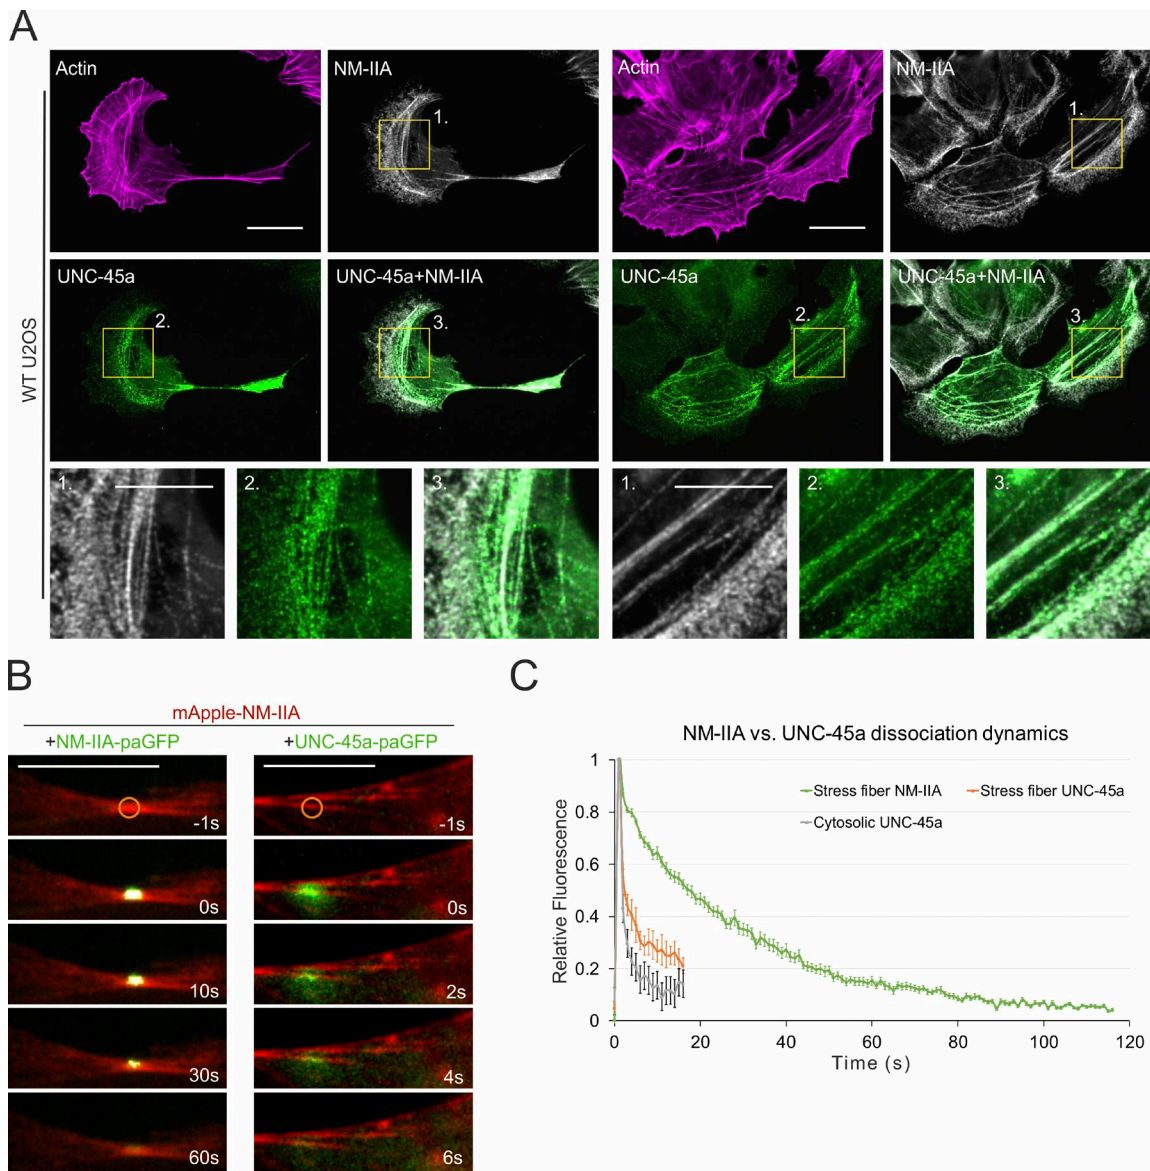 A
WT U2OS
Actin
NM-IIA
1.
Actin
NM-IIA
1.
UNC-45a
2.
UNC-45a+NM-IIA
3.
UNC-45a
2.
UNC-45a+NM-IIA
3.
1.
2.
3.
1.
2.
3.
B
mApple-NM-IIA
+NM-IIA-paGFP
+UNC-45a-paGFP
-1s
-1s
0s
0s
10s
2s
30s
4s
60s
6s
C
NM-IIA vs. UNC-45a dissociation dynamics
Stress fiber NM-IIA
Stress fiber UNC-45a
Cytosolic UNC-45a
Relative Fluorescence
1
0.8
0.6
0.4
0.2
0
0 20 40 60 80 100 120
Time (s)